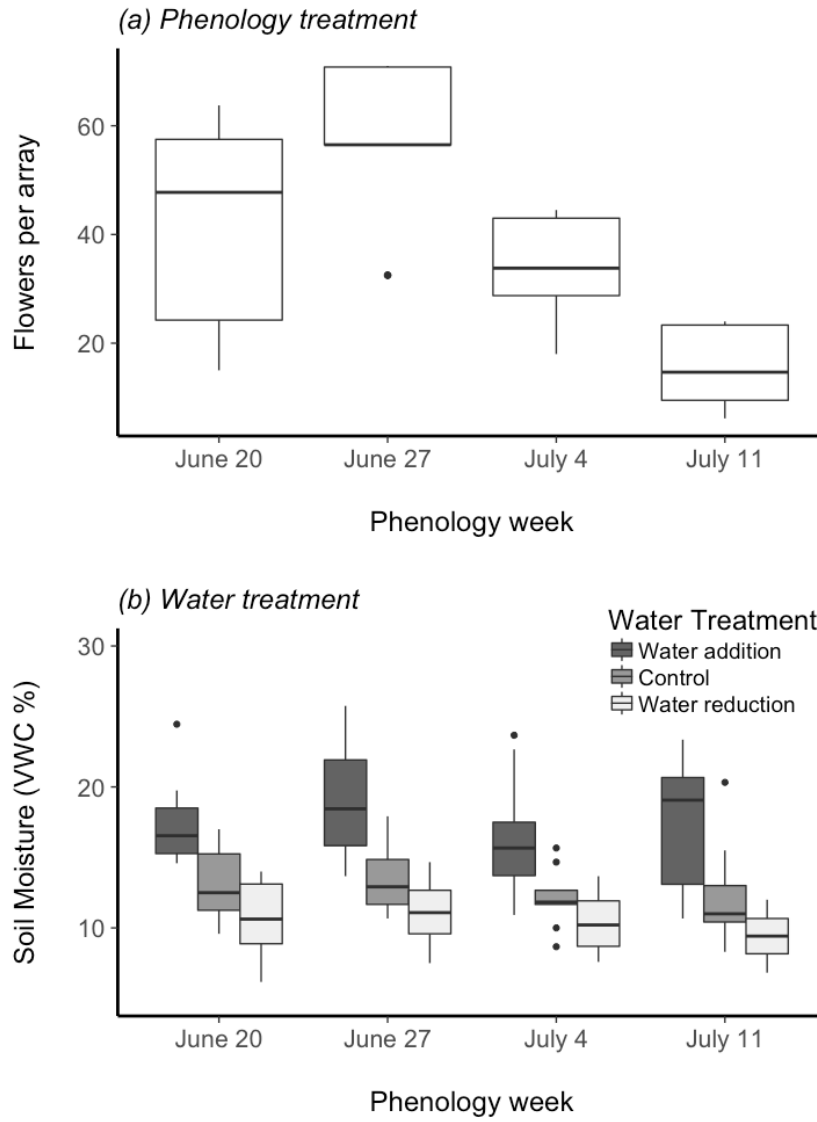 (a) Phenology treatment
Flowers per array
60
40
20
June 20 June 27 July 4 July 11
Phenology week
(b) Water treatment
Water Treatment
Water addition
Control
Water reduction
Soil Moisture (VWC %)
30
20
10
June 20 June 27 July 4 July 11
Phenology week